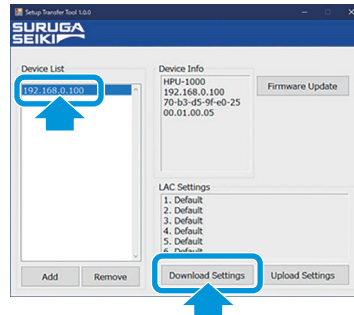 Setup Transfer Tool 1.0.0
SURUGA
SEIKI
Device List
192.168.0.100
Add
Remove
Device Info
HPU-1000
192.168.0.100
70-b3-d5-9f-e0-25
00.01.00.05
Firmware Update
LAC Settings
1. Default
2. Default
3. Default
4. Default
5. Default
6. Default
Download Settings
Upload Settings